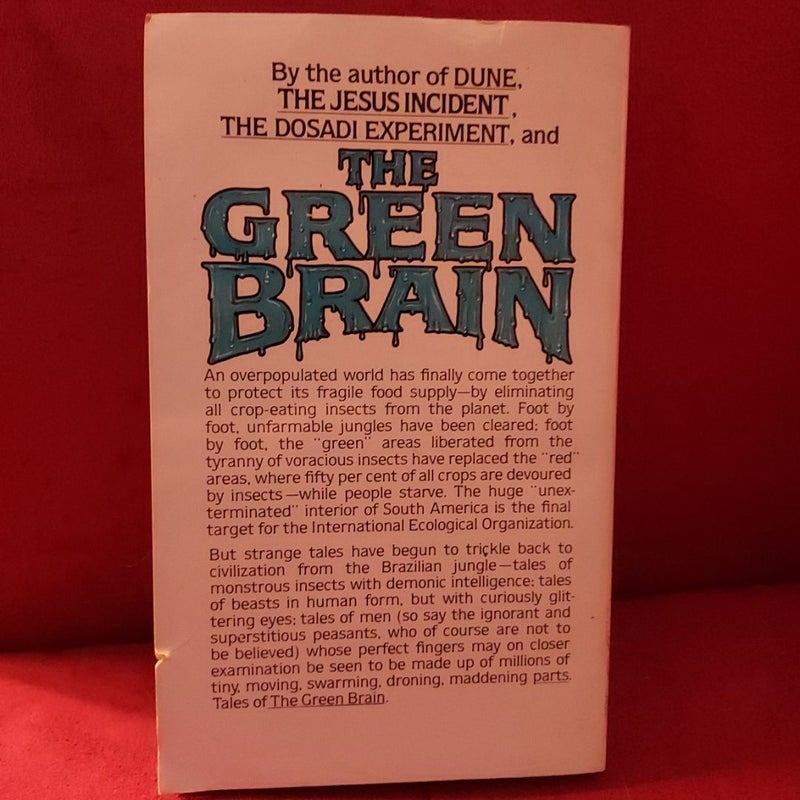 By the author of DUNE,
THE JESUS INCIDENT,
THE DOSADI EXPERIMENT, and
THE
GREEN
BRAIN
An overpopulated world has finally come together
to protect its fragile food supply—by eliminating
all crop-eating insects from the planet. Foot by
foot, unfarmable jungles have been cleared; foot
by foot, the "green" areas liberated from the
tyranny of voracious insects have replaced the "red"
areas, where fifty per cent of all crops are devoured
by insects—while people starve. The huge "unex-
terminated" interior of South America is the final
target for the International Ecological Organization.
But strange tales have begun to trickle back to
civilization from the Brazilian jungle—tales of
monstrous insects with demonic intelligence; tales
of beasts in human form, but with curiously glit-
tering eyes; tales of men (so say the ignorant and
superstitious peasants, who of course are not to
be believed) whose perfect fingers may on closer
examination be seen to be made up of millions of
tiny, moving, swarming, droning, maddening parts.
Tales of The Green Brain.